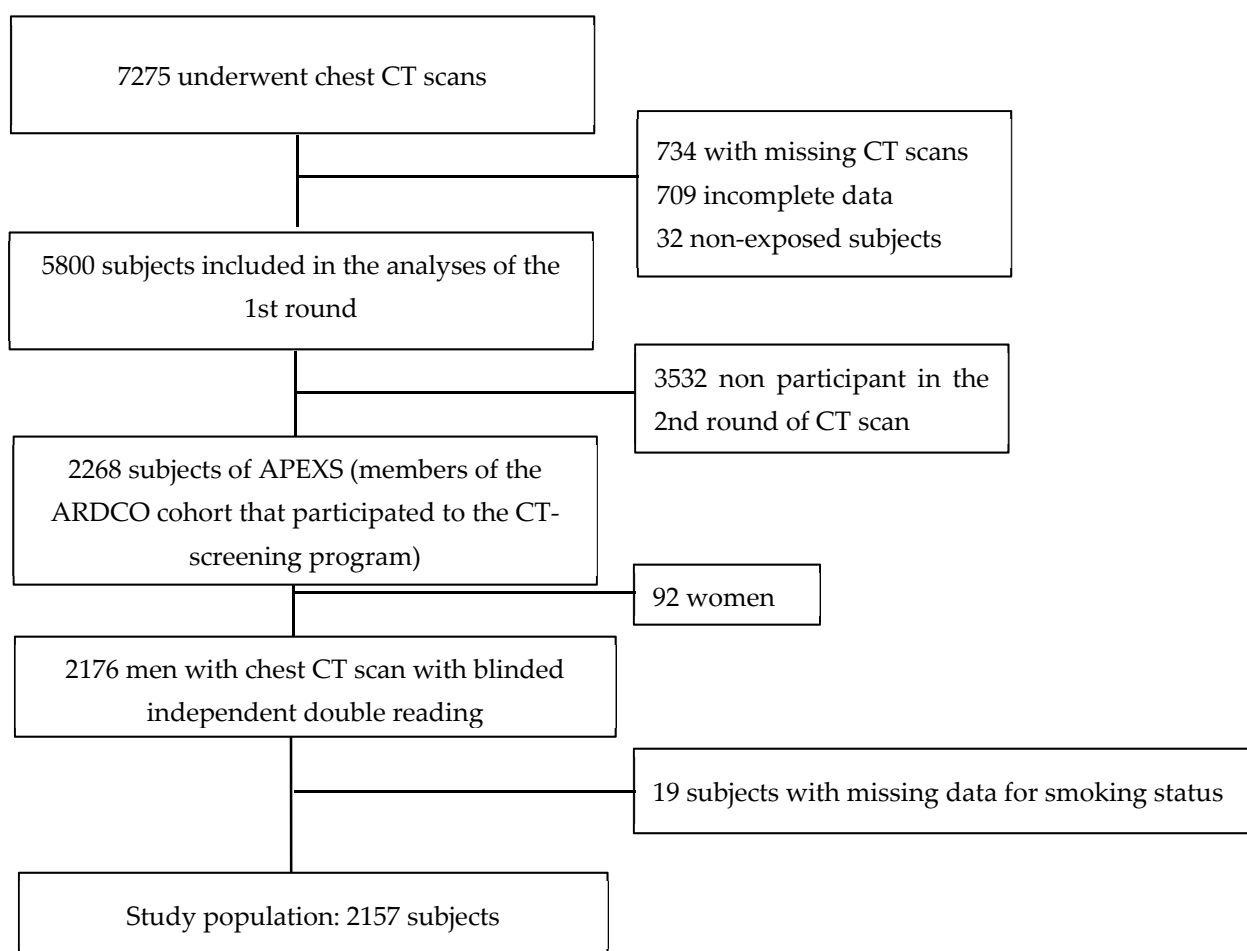 7275 underwent chest CT scans
734 with missing CT scans
709 incomplete data
32 non-exposed subjects
5800 subjects included in the analyses of the
1st round
3532 non participant in the
2nd round of CT scan
2268 subjects of APEXS (members of the
ARDCO cohort that participated to the CT-
screening program)
92 women
2176 men with chest CT scan with blinded
independent double reading
19 subjects with missing data for smoking status
Study population: 2157 subjects